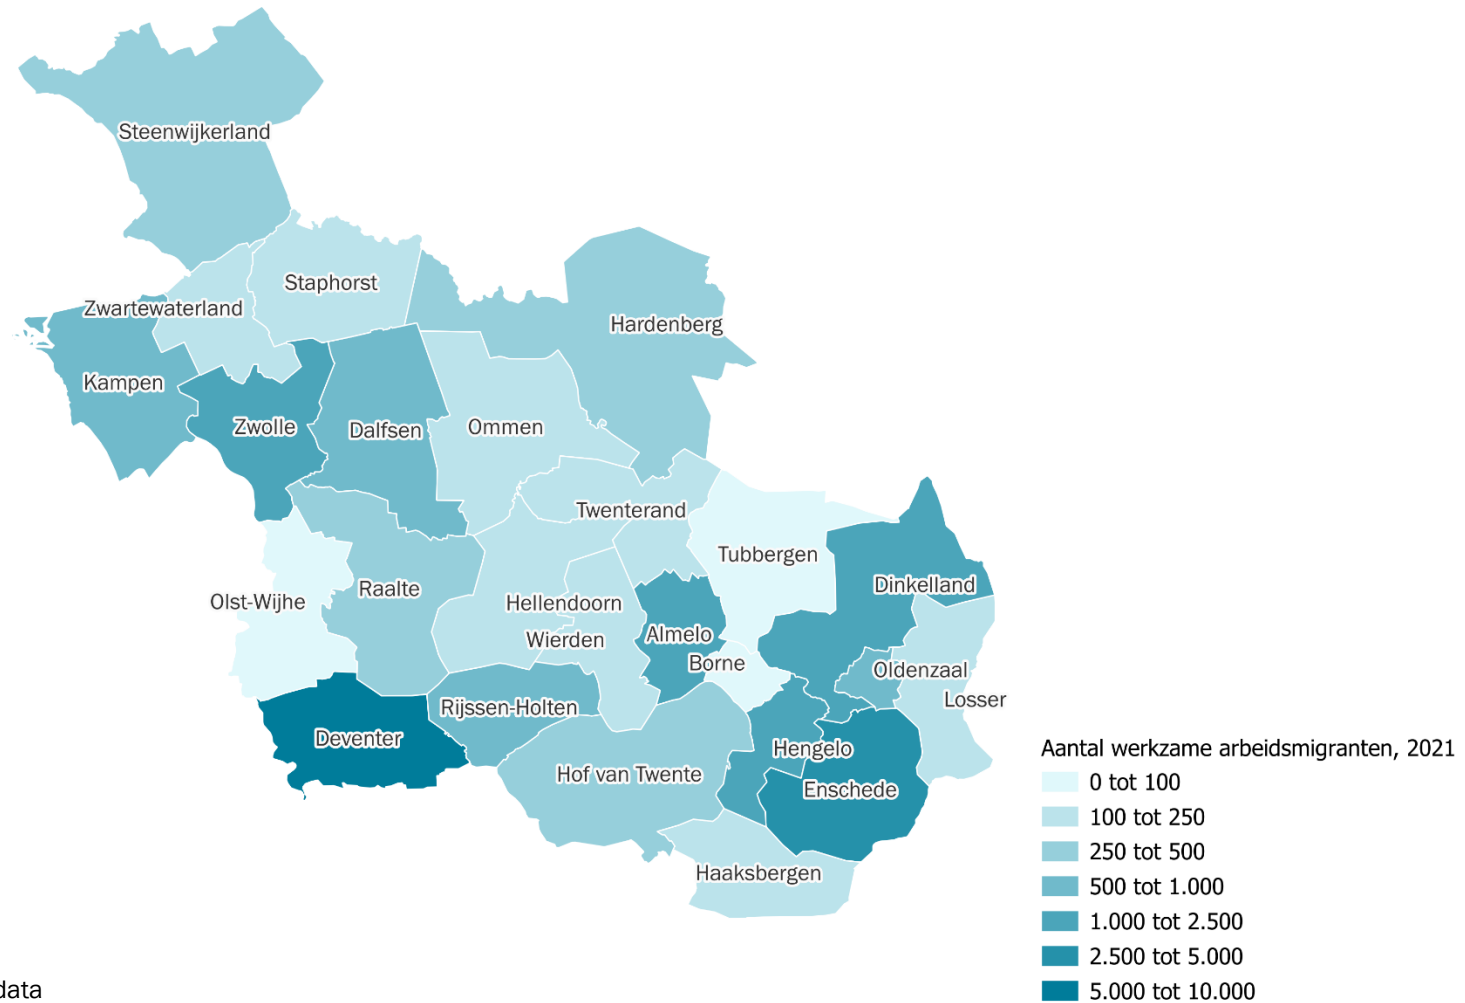 Steenwijkerland
Staphorst
Zwartewaterland
Hardenberg
Kampen
Zwolle
Dalfsen
Ommen
Twenterand
Tubbergen
Dinkelland
Raalte
Olst-Wijhe
Hellendoorn
Wierden
Almelo
Borne
Oldenzaal
Losser
Rijssen-Holten
Deventer
Hengelo
Hof van Twente
Enschede
Haaksbergen
Aantal werkzame arbeidsmigranten, 2021
0 tot 100
100 tot 250
250 tot 500
500 tot 1.000
1.000 tot 2.500
2.500 tot 5.000
5.000 tot 10.000
data